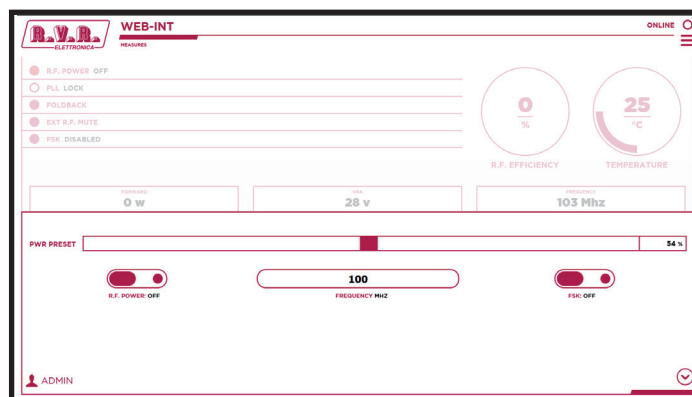 R.V.R.
ELETTRONICA
WEB-INT
MEASURES
ONLINE
R.F. POWER OFF
PLL LOCK
FOLDBACK
EXT R.F. MUTE
FSK DISABLED
0
%
R.F. EFFICIENCY
25
°C
TEMPERATURE
FORWARD
0 w
VPA
28 v
FREQUENCY
103 Mhz
PWR PRESET
54 %
R.F. POWER: OFF
100
FREQUENCY MHZ
FSK: OFF
ADMIN